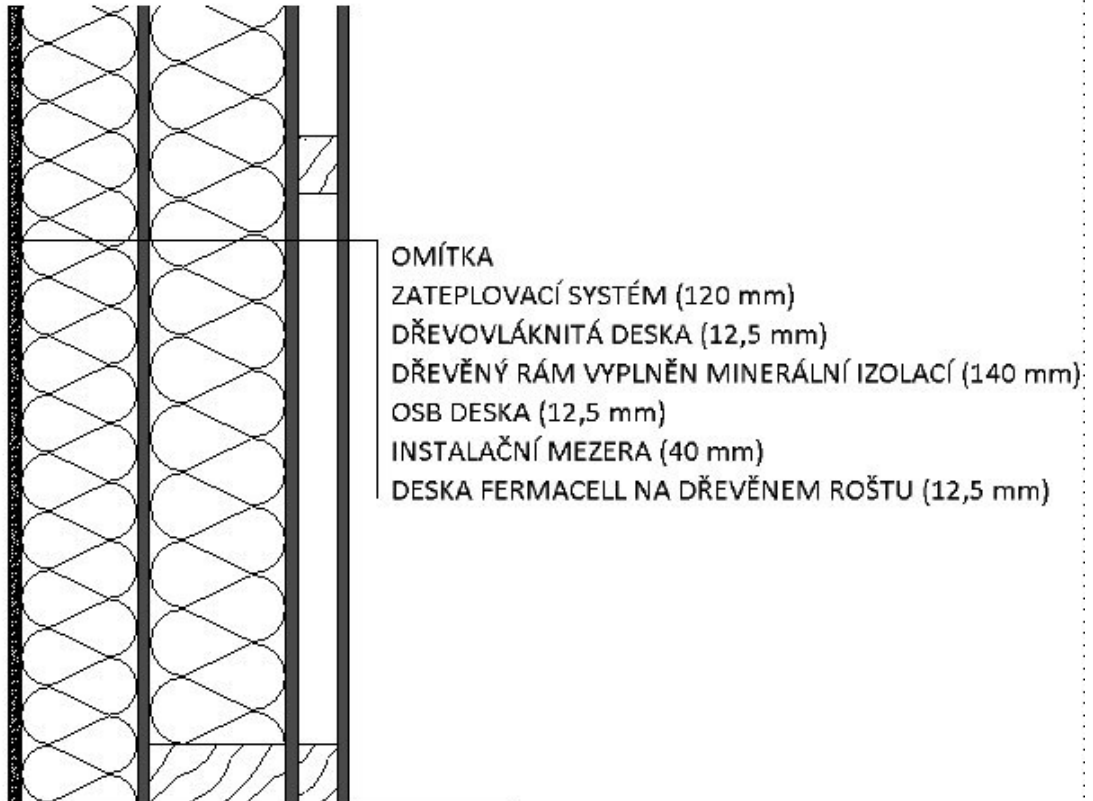 OMÍTKA
ZATEPLOVACÍ SYSTÉM (120 mm)
DŘEVOVLÁKNITÁ DESKA (12,5 mm)
DŘEVĚNÝ RÁM VYPLNĚN MINERÁLNÍ IZOLACÍ (140 mm)
OSB DESKA (12,5 mm)
INSTALAČNÍ MEZERA (40 mm)
DESKA FERMACELL NA DŘEVĚNEM ROŠTU (12,5 mm)